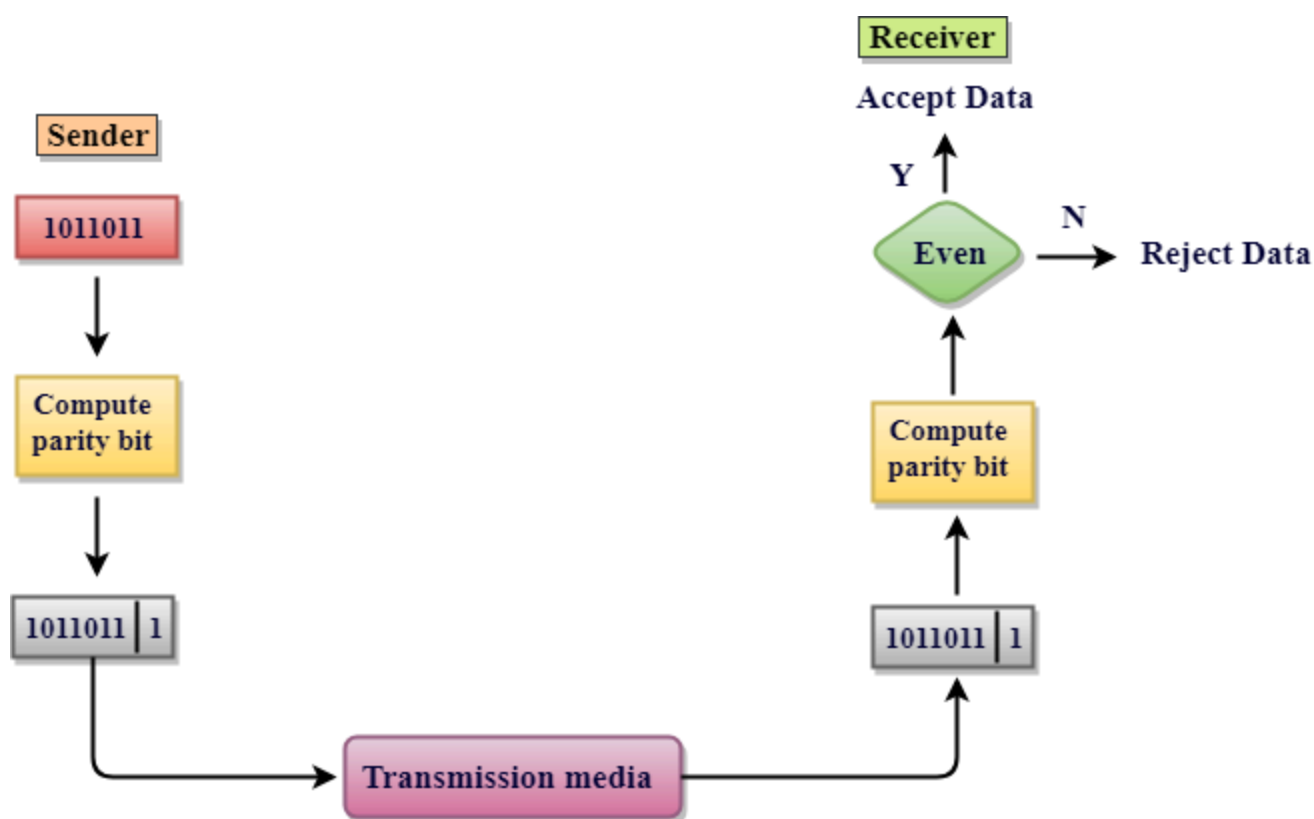 Sender
1011011
Compute
parity bit
1011011 | 1
Transmission media
Receiver
Accept Data
Y
Even
N
Reject Data
Compute
parity bit
1011011 | 1